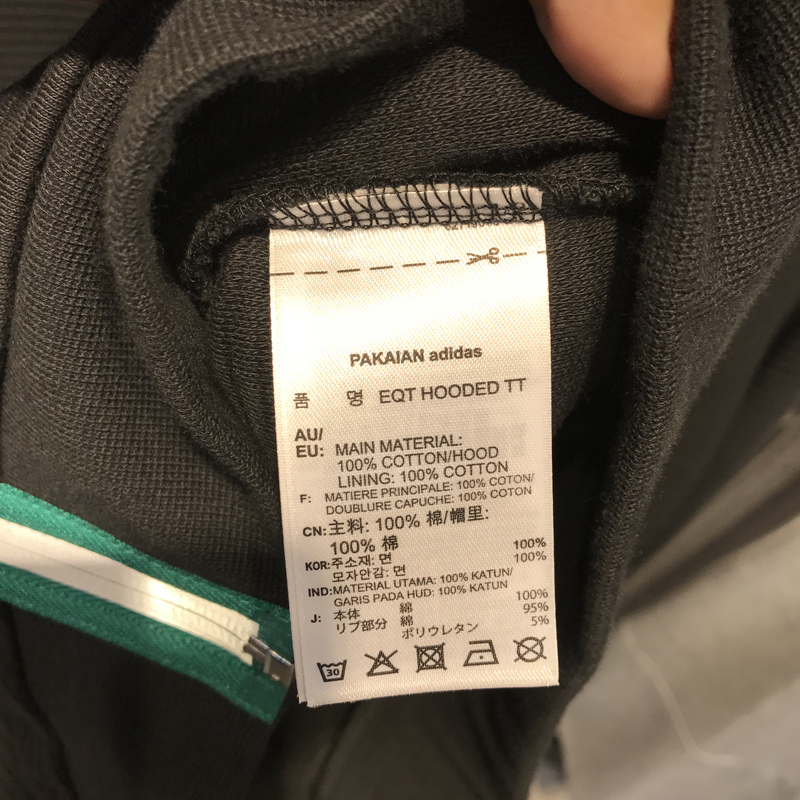 PAKAIAN adidas
품 명 EQT HOODED TT
AU/
EU: MAIN MATERIAL:
100% COTTON/HOOD
LINING: 100% COTTON
F: MATIERE PRINCIPALE: 100% COTON/
DOUBLURE CAPUCHE: 100% COTON
CN: 主料: 100% 棉/帽里:
100% 棉
KOR: 주소재: 면 100%
모자안감: 면 100%
IND: MATERIAL UTAMA: 100% KATUN/
GARIS PADA HUD: 100% KATUN
J: 本体 綿 100%
リブ部分 綿 95%
ポリウレタン 5%
30